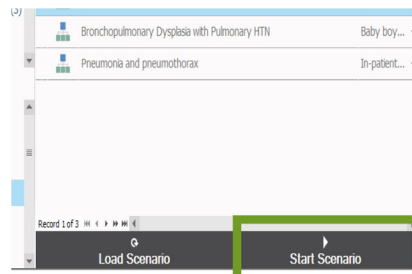 (3)
Bronchopulmonary Dysplasia with Pulmonary HTN Baby boy...
Pneumonia and pneumothorax In-patient...
Record 1 of 3
Load Scenario Start Scenario